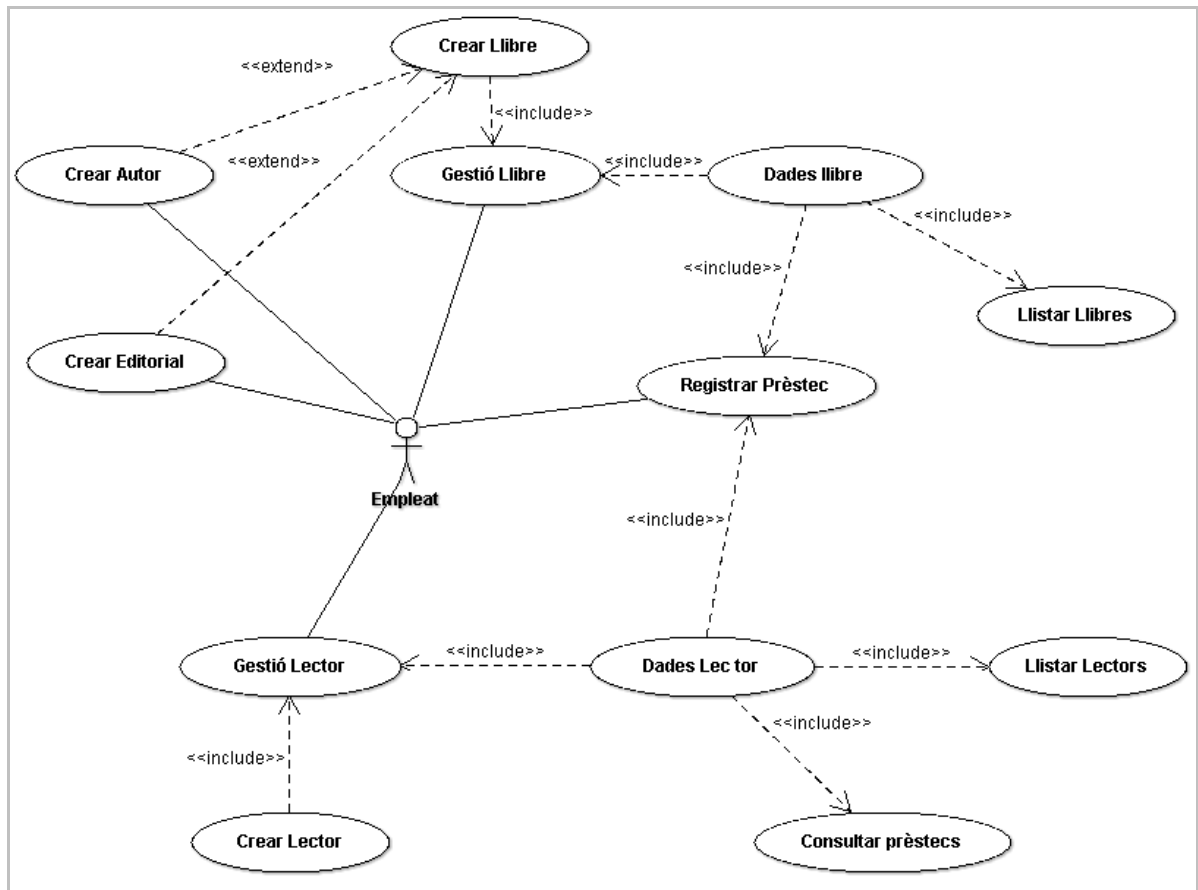 Crear Llibre
<<extend>>
<<include>>
Crear Autor
<<extend>>
Gestió Llibre
<<include>>
Dades llibre
<<include>>
<<include>>
Llistar Llibres
Crear Editorial
Registrar Prèstec
Empleat
<<include>>
Gestió Lector
<<include>>
Dades Lec tor
<<include>>
Llistar Lectors
<<include>>
<<include>>
Crear Lector
Consultar prèstecs